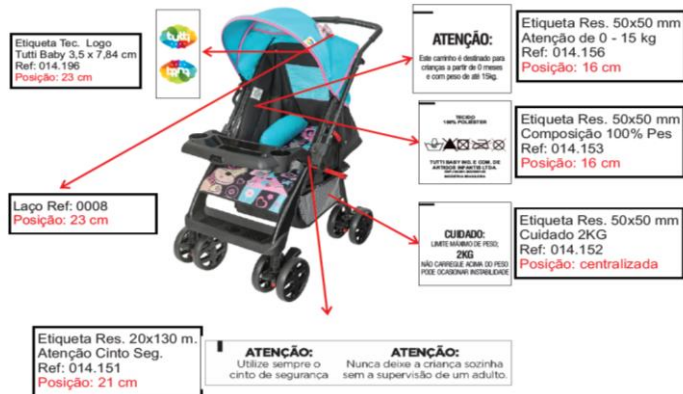 Etiqueta Tec. Logo
Tutti Baby 3,5 x 7,84 cm
Ref: 014.196
Posição: 23 cm
tutti
tutti
ATENÇÃO:
Este carrinho é destinado para
crianças a partir de 0 meses
e com peso de até 15kg.
Etiqueta Res. 50x50 mm
Atenção de 0 - 15 kg
Ref: 014.156
Posição: 16 cm
TECIDO
100% POLIÉSTER
TUTTI BABY IND. E COM. DE
ARTIGOS INFANTIS LTDA.
Etiqueta Res. 50x50 mm
Composição 100% Pes
Ref: 014.153
Posição: 16 cm
Laço Ref: 0008
Posição: 23 cm
CUIDADO:
LIMITE MÁXIMO DE PESO;
2KG
NÃO CARREGUE ACIMA DO PESO
PODE OCASIONAR INSTABILIDADE
Etiqueta Res. 50x50 mm
Cuidado 2KG
Ref: 014.152
Posição: centralizada
Etiqueta Res. 20x130 m.
Atenção Cinto Seg.
Ref: 014.151
Posição: 21 cm
ATENÇÃO:
Utilize sempre o
cinto de segurança
ATENÇÃO:
Nunca deixe a criança sozinha
sem a supervisão de um adulto.